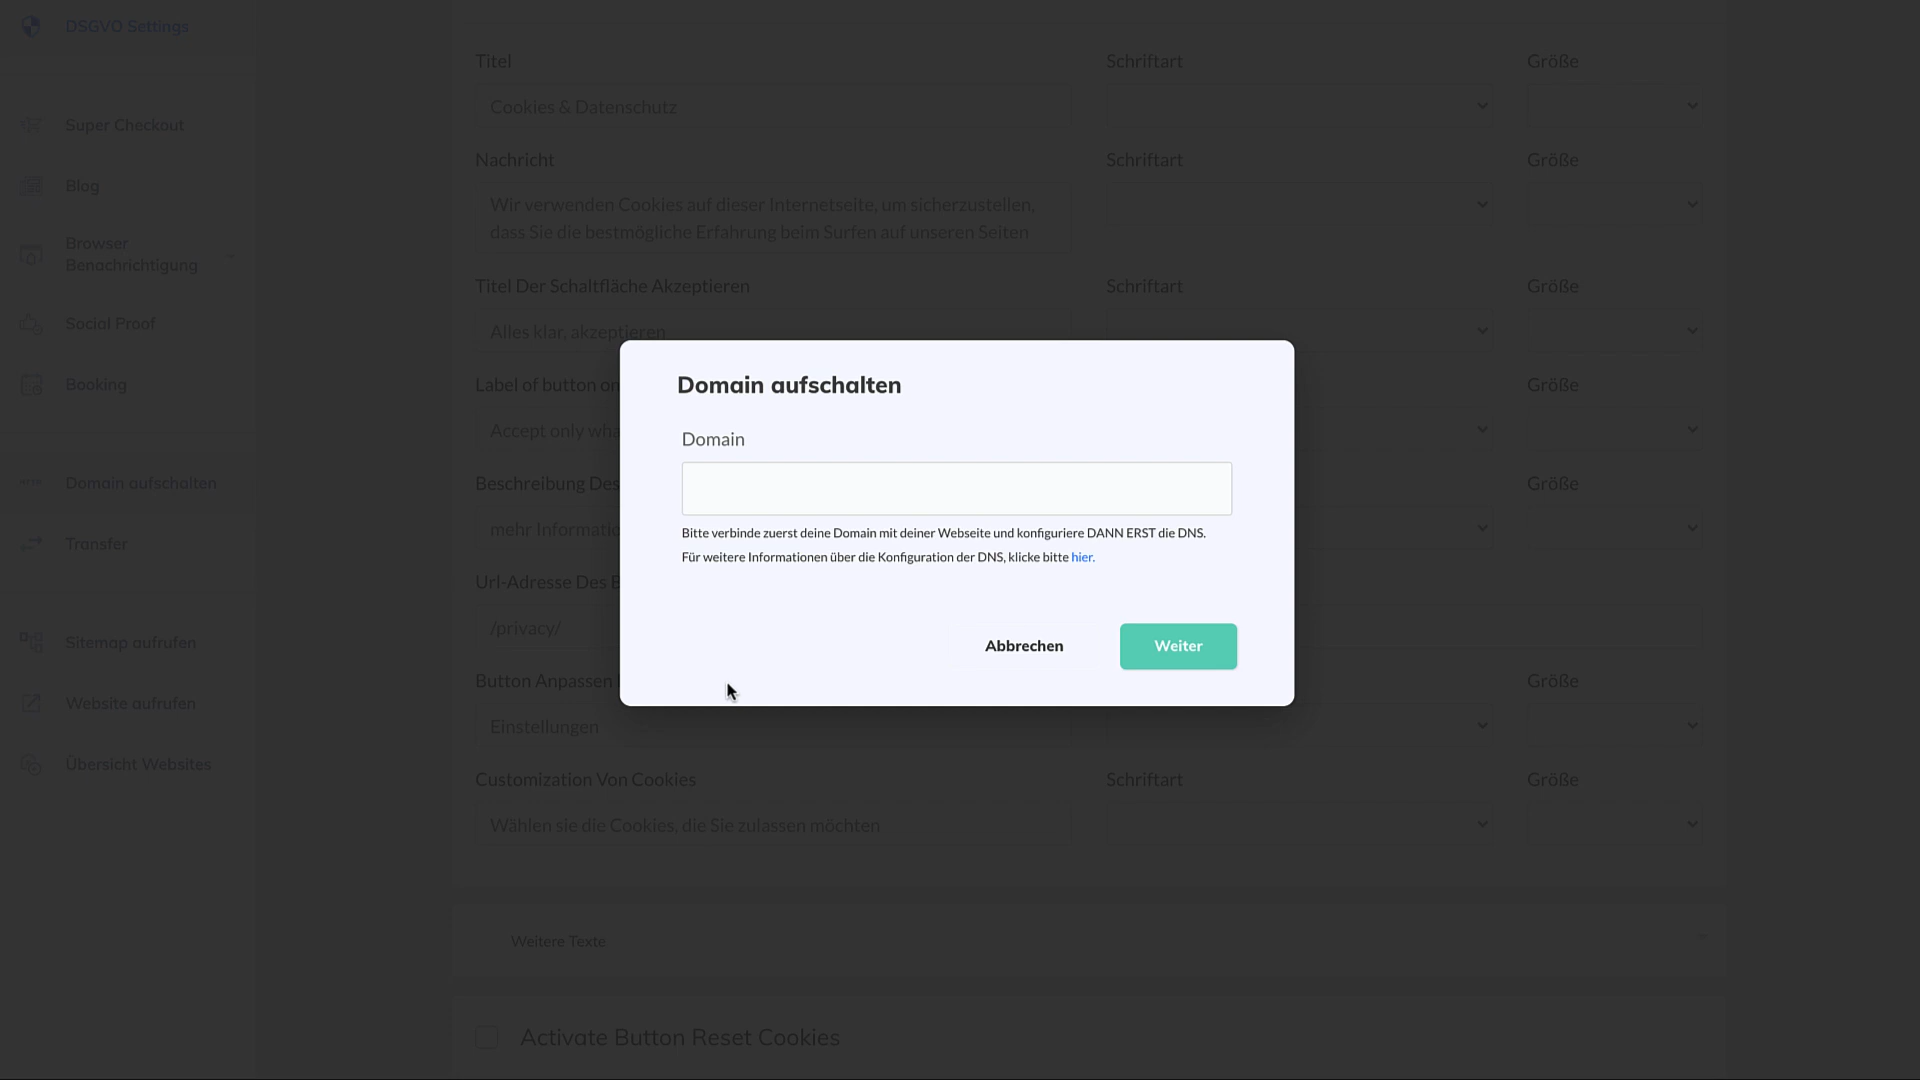 DSGVO Settings
Super Checkout
Blog
Browser
Benachrichtigung
Social Proof
Booking
Domain aufschalten
Transfer
Sitemap aufrufen
Website aufrufen
Übersicht Websites
Titel Schriftart Größe
Cookies & Datenschutz
Nachricht Schriftart Größe
Wir verwenden Cookies auf dieser Internetseite, um sicherzustellen,
dass Sie die bestmögliche Erfahrung beim Surfen auf unseren Seiten
Titel Der Schaltfläche Akzeptieren Schriftart Größe
Alles klar, akzeptieren
Label of button Größe
Accept only
Beschreibung Größe
mehr
Url-Adresse Des
/privacy/
Button Anpassen Größe
Einstellungen
Customization Von Cookies Schriftart Größe
Wählen sie die Cookies, die Sie zulassen möchten
Weitere Texte
Activate Button Reset Cookies
Domain aufschalten
Domain
Bitte verbinde zuerst deine Domain mit deiner Webseite und konfiguriere DANN ERST die DNS.
Für weitere Informationen über die Konfiguration der DNS, klicke bitte hier.
Abbrechen Weiter